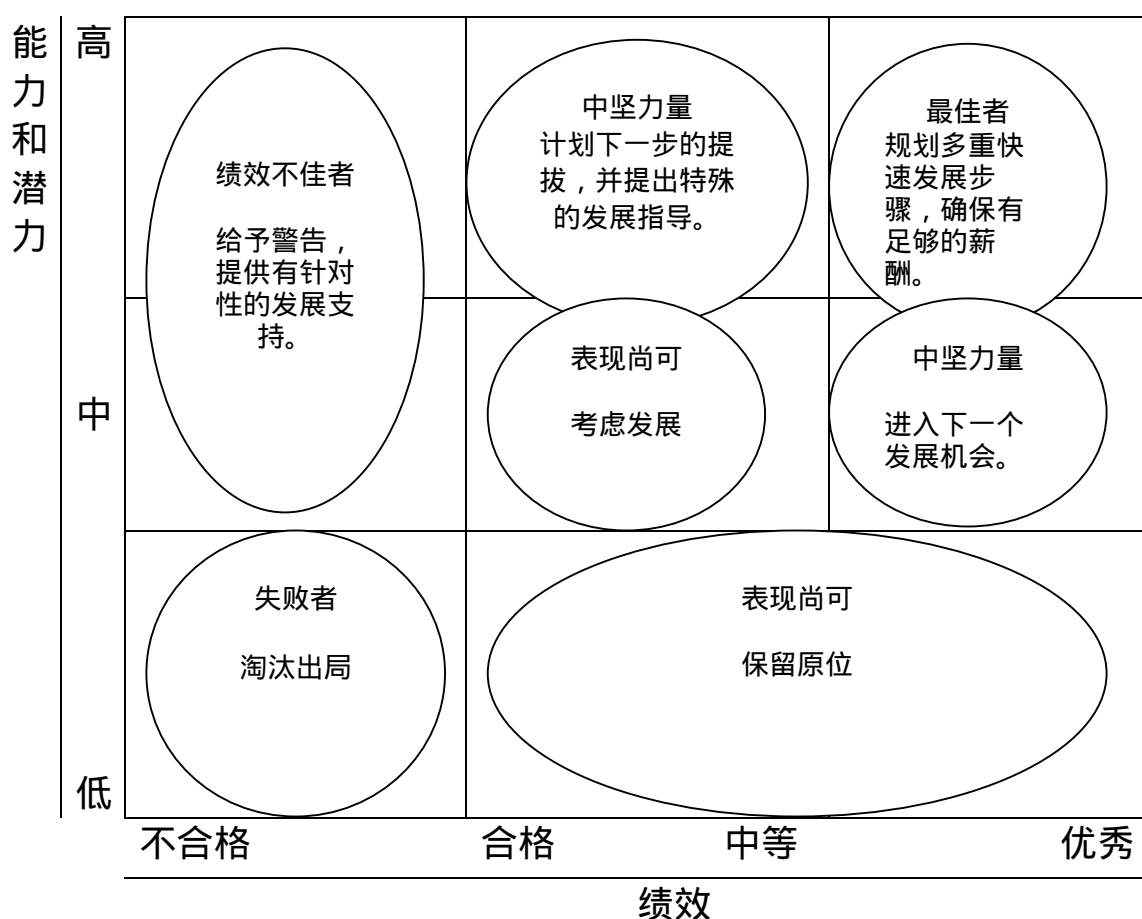 能力和潜力
高
中坚力量
计划下一步的提
拔，并提出特殊
的发展指导。
最佳者
规划多重快
速发展步
骤，确保有
足够的薪
酬。
绩效不佳者
给予警告，
提供有针对
性的发展支
持。
中
表现尚可
考虑发展
中坚力量
进入下一个
发展机会。
失败者
淘汰出局
表现尚可
保留原位
低
不合格 合格 中等 优秀
绩效